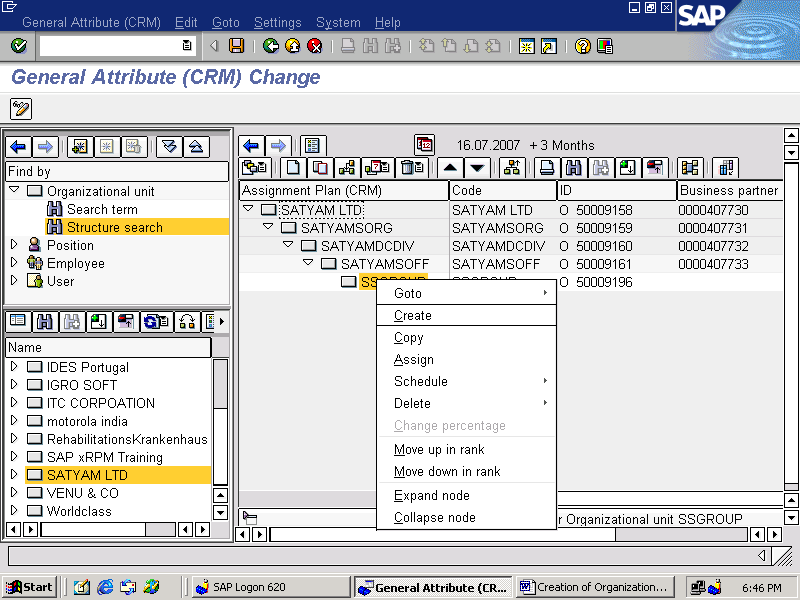 General Attribute (CRM) Edit Goto Settings System Help
SAP
General Attribute (CRM) Change
16.07.2007 + 3 Months
Find by
Organizational unit
Search term
Structure search
Position
Employee
User
Assignment Plan (CRM) Code ID Business partner
SATYAM LTD SATYAM LTD O 50009158 0000407730
SATYAMSORG SATYAMSORG O 50009159 0000407731
SATYAMDCDIV SATYAMDCDIV O 50009160 0000407732
SATYAMSOFF SATYAMSOFF O 50009161 0000407733
SSGROUP SSGROUP O 50009196
Goto
Create
Copy
Assign
Schedule
Delete
Change percentage
Move up in rank
Move down in rank
Expand node
Collapse node
Name
IDES Portugal
IGRO SOFT
ITC CORPOATION
motorola india
RehabilitationsKrankenhaus
SAP xRPM Training
SATYAM LTD
VENU & CO
Worldclass
r Organizational unit SSGROUP
Start SAP Logon 620 General Attribute (CR... Creation of Organization... 6:46 PM